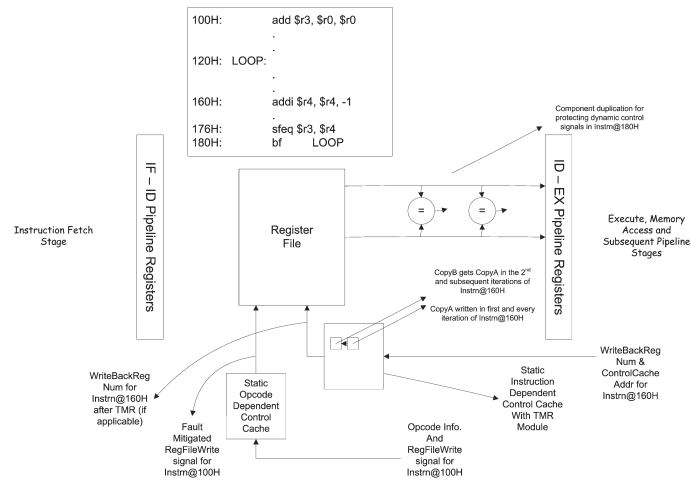 100H: add $r3, $r0, $r0
.
.
120H: LOOP:
.
.
160H: addi $r4, $r4, -1
.
176H: sfeq $r3, $r4
180H: bf LOOP
Component duplication for
protecting dynamic control
signals in Instrn@180H
IF – ID Pipeline Registers
ID – EX Pipeline Registers
Instruction Fetch
Stage
Register
File
=
=
Execute, Memory
Access and
Subsequent Pipeline
Stages
CopyB gets CopyA in the 2nd
and subsequent iterations of
Instrn@160H
CopyA written in first and every
iteration of Instrn@160H
WriteBackReg
Num for
Instrn@160H
after TMR (if
applicable)
Static
Opcode
Dependent
Control
Cache
Static
Instruction
Dependent
Control Cache
With TMR
Module
WriteBackReg
Num &
ControlCache
Addr for
Instrn@160H
Fault
Mitigated
RegFileWrite
signal for
Instrn@100H
Opcode Info.
And
RegFileWrite
signal for
Instrn@100H